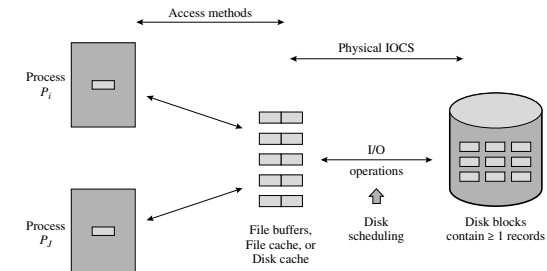 Access methods
Physical IOCS
Process
P_i
I/O
operations
Process
P_J
File buffers,
File cache, or
Disk cache
Disk
scheduling
Disk blocks
contain ≥ 1 records